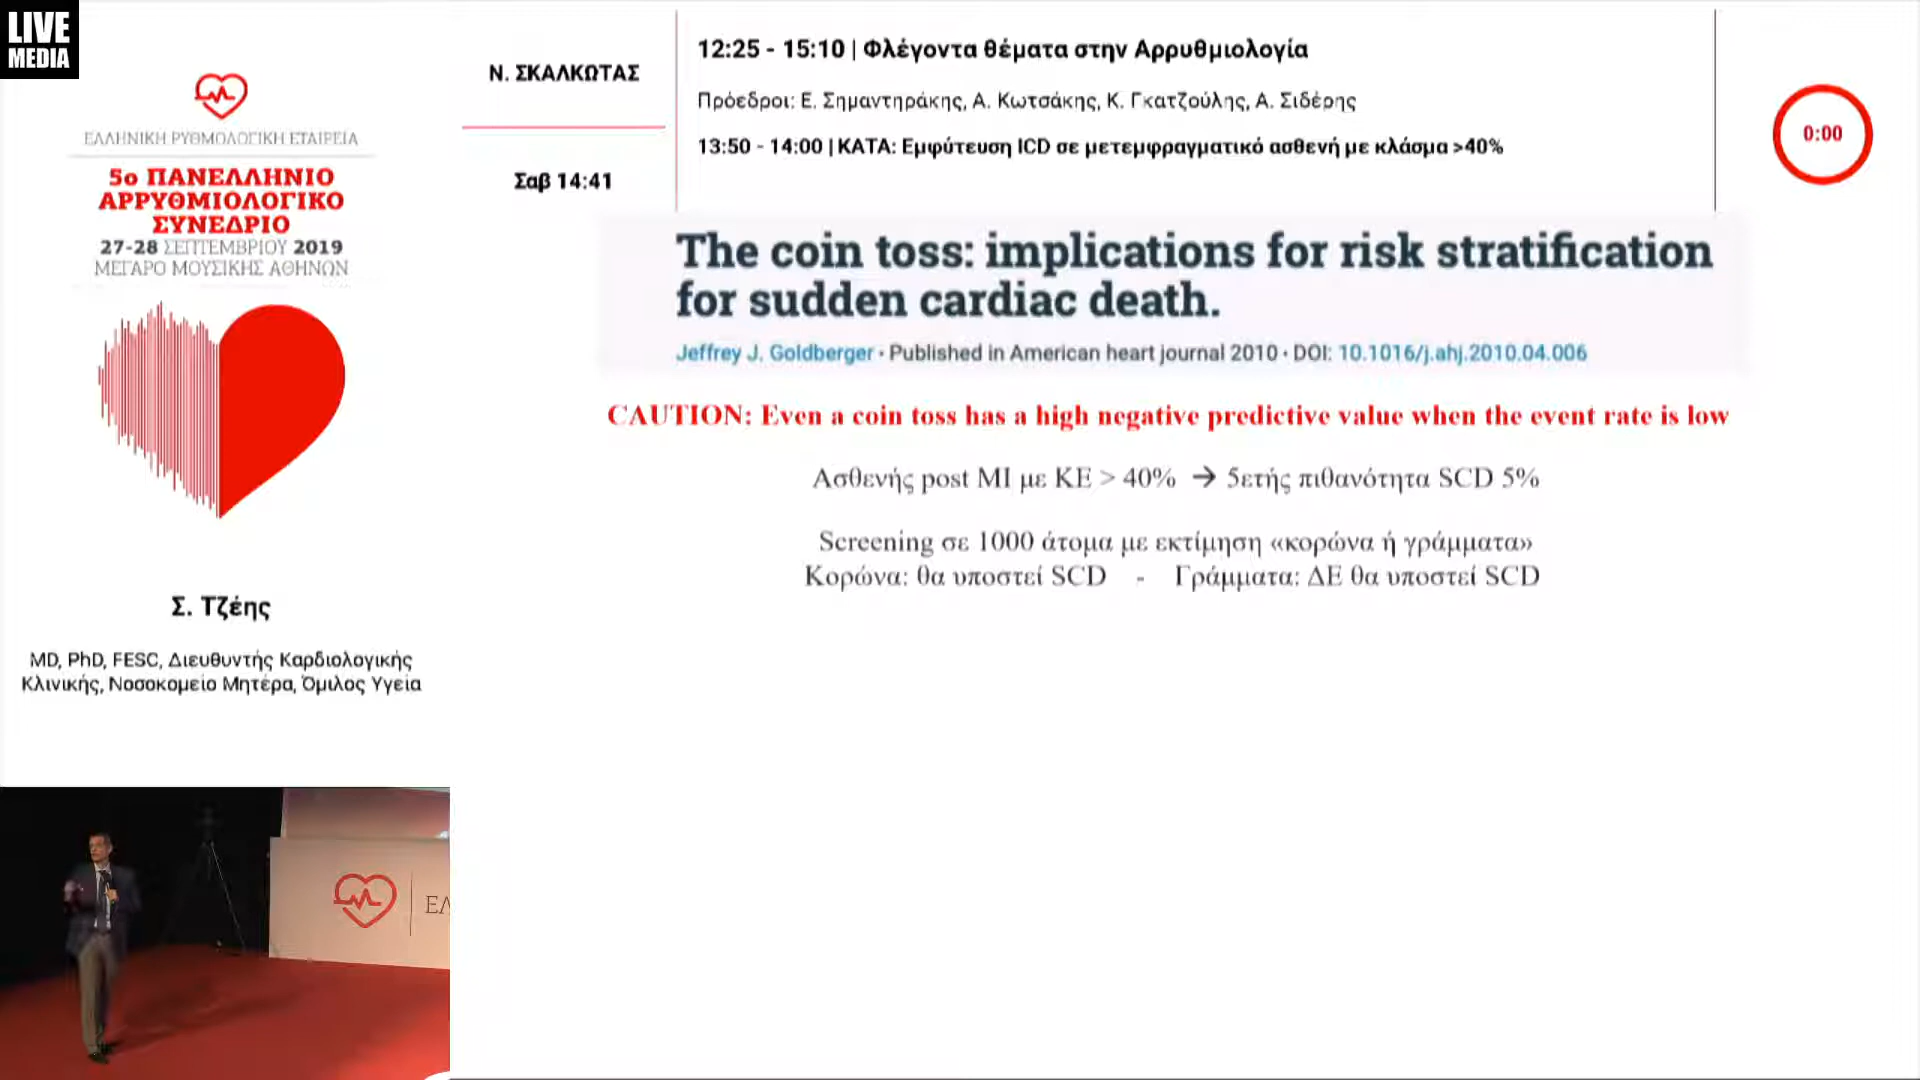 LIVE
MEDIA
ΕΛΛΗΝΙΚΗ ΡΥΘΜΟΛΟΓΙΚΗ ΕΤΑΙΡΕΙΑ
5ο ΠΑΝΕΛΛΗΝΙΟ
ΑΡΡΥΘΜΙΟΛΟΓΙΚΟ
ΣΥΝΕΔΡΙΟ
27-28 ΣΕΠΤΕΜΒΡΙΟΥ 2019
ΜΕΓΑΡΟ ΜΟΥΣΙΚΗΣ ΑΘΗΝΩΝ
Σ. Τζέης
MD, PhD, FESC, Διευθυντής Καρδιολογικής
Κλινικής, Νοσοκομείο Μητέρα, Όμιλος Υγεία
Ν. ΣΚΑΛΚΩΤΑΣ
Σαβ 14:41
12:25 - 15:10 | Φλέγοντα θέματα στην Αρρυθμιολογία
Πρόεδροι: Ε. Σημαντηράκης, Α. Κωτσάκης, Κ. Γκατζούλης, Α. Σιδέρης
13:50 - 14:00 | ΚΑΤΑ: Εμφύτευση ICD σε μετεμφραγματικό ασθενή με κλάσμα >40%
0:00
The coin toss: implications for risk stratification
for sudden cardiac death.
Jeffrey J. Goldberger · Published in American heart journal 2010 · DOI: 10.1016/j.ahj.2010.04.006
CAUTION: Even a coin toss has a high negative predictive value when the event rate is low
Ασθενής post MI με ΚΕ > 40% → 5ετής πιθανότητα SCD 5%
Screening σε 1000 άτομα με εκτίμηση «κορώνα ή γράμματα»
Κορώνα: θα υποστεί SCD - Γράμματα: ΔΕ θα υποστεί SCD
ΕΛ